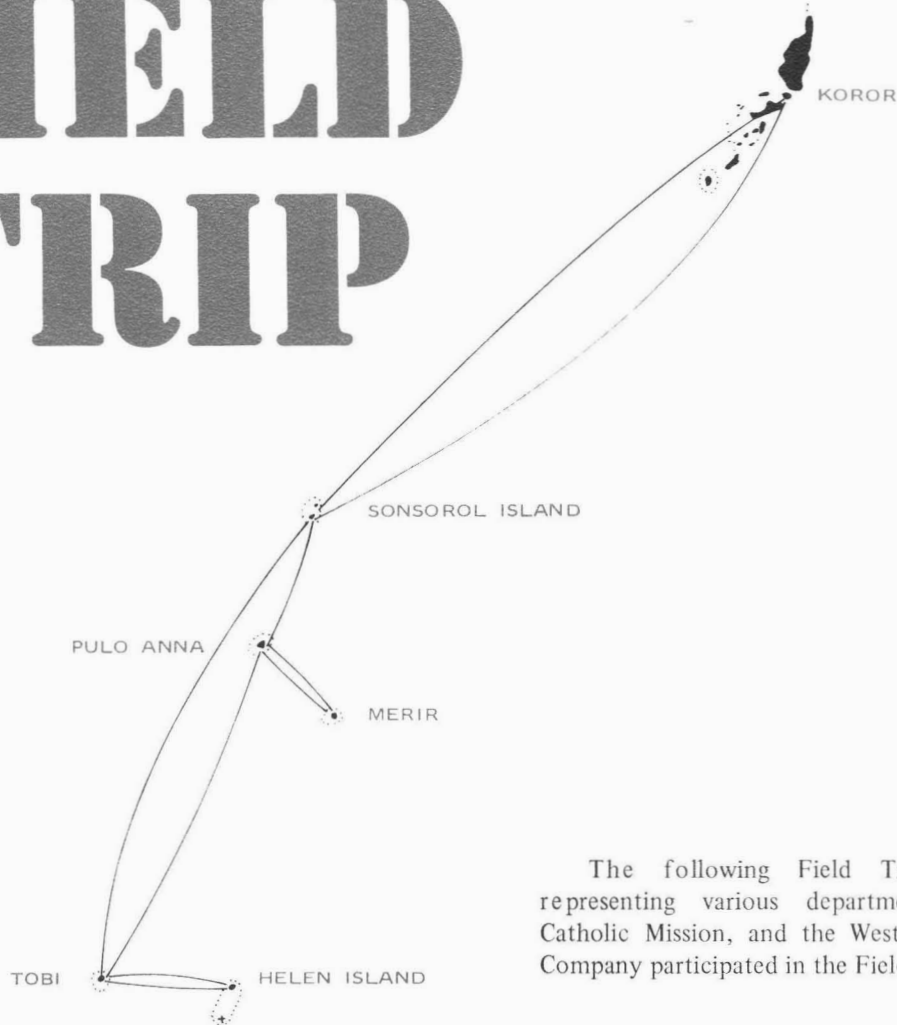 IELD
TRIP
KOROR
SONSOROL ISLAND
PULO ANNA
MERIR
The following Field T
representing various departm
Catholic Mission, and the West
Company participated in the Fiel
TOBI
HELEN ISLAND